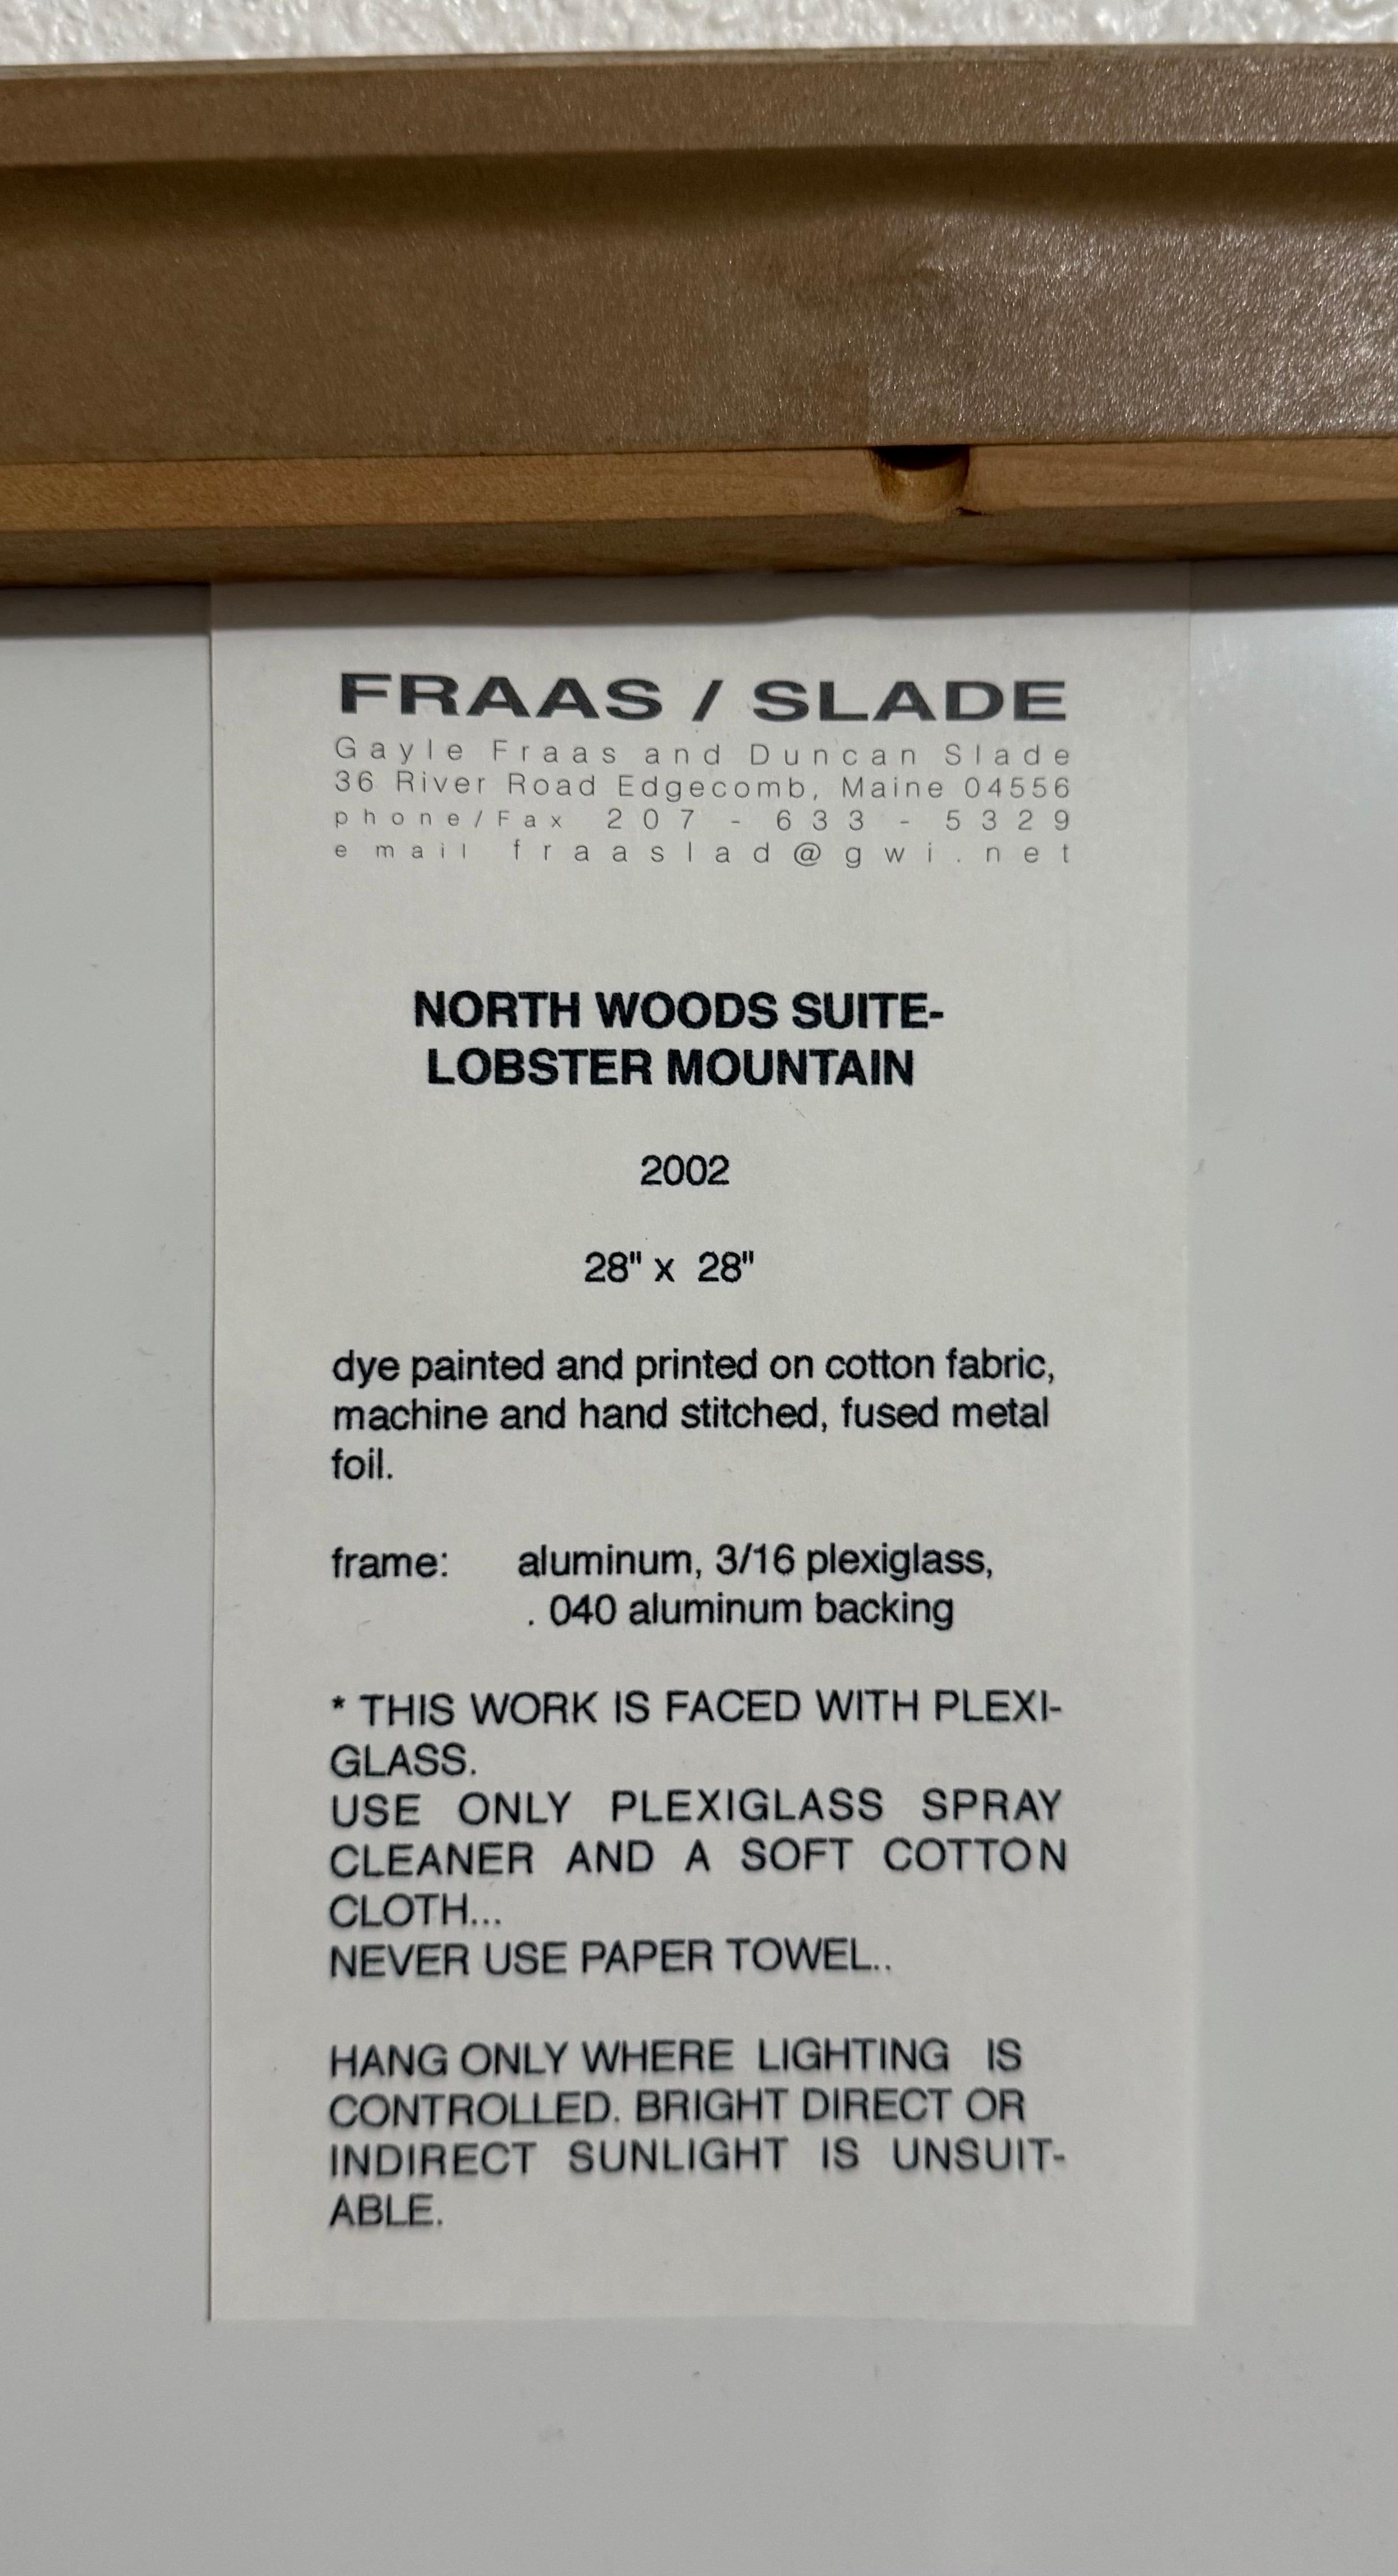 FRAAS / SLADE
Gayle Fraas and Duncan Slade
36 River Road Edgecomb, Maine 04556
phone/Fax 207 - 633 - 5329
email fraaslad@gwi.net
NORTH WOODS SUITE-
LOBSTER MOUNTAIN
2002
28" x 28"
dye painted and printed on cotton fabric,
machine and hand stitched, fused metal
foil.
frame: aluminum, 3/16 plexiglass,
. 040 aluminum backing
* THIS WORK IS FACED WITH PLEXI-
GLASS.
USE ONLY PLEXIGLASS SPRAY
CLEANER AND A SOFT COTTON
CLOTH...
NEVER USE PAPER TOWEL..
HANG ONLY WHERE LIGHTING IS
CONTROLLED. BRIGHT DIRECT OR
INDIRECT SUNLIGHT IS UNSUIT-
ABLE.